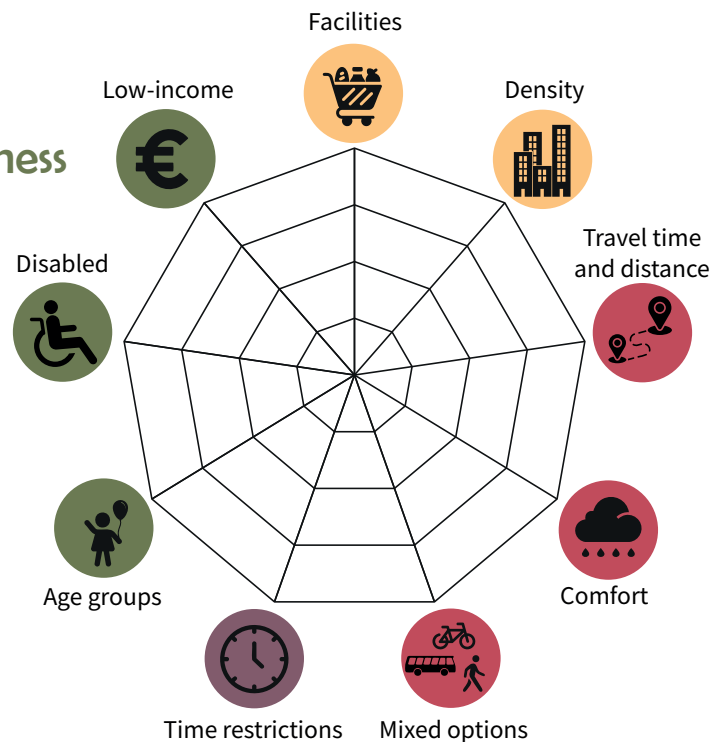 Facilities
Low-income
Density
ness
Travel time
and distance
Disabled
Age groups
Comfort
Time restrictions
Mixed options